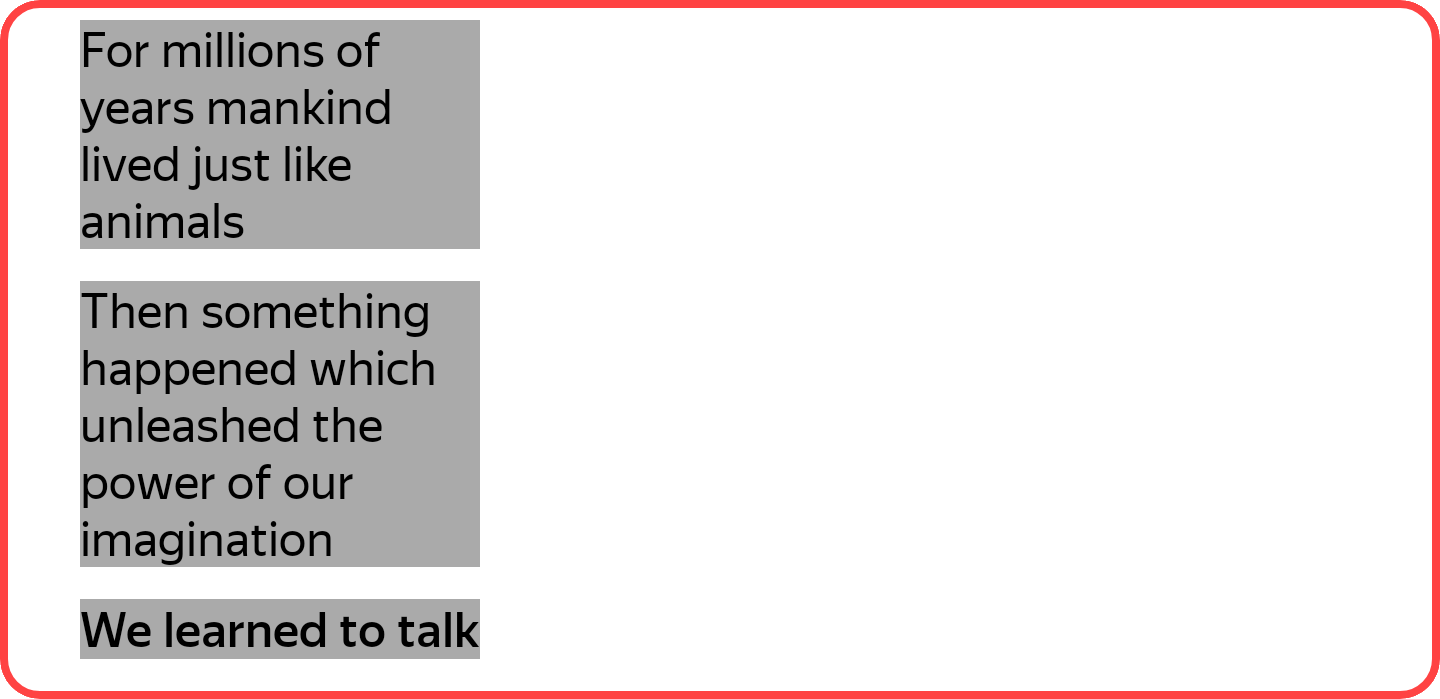 For millions of
years mankind
lived just like
animals
Then something
happened which
unleashed the
power of our
imagination
We learned to talk